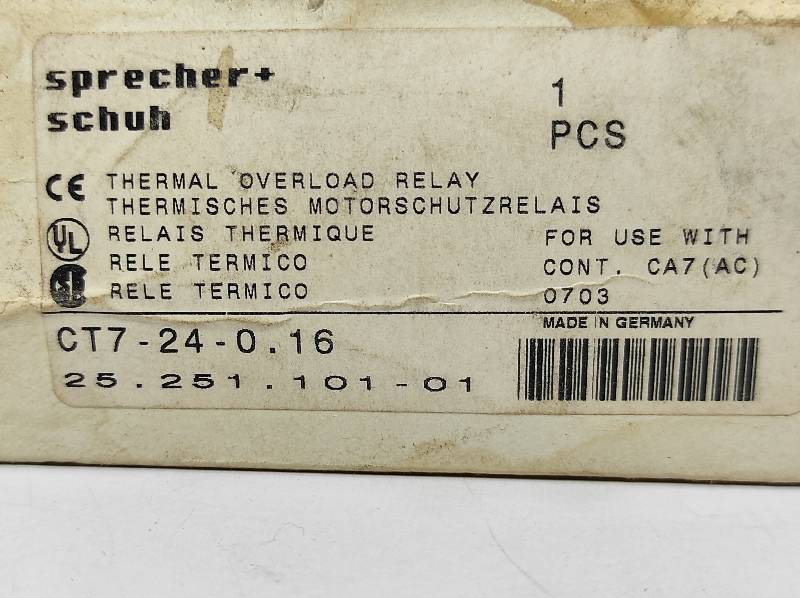 sprecher+
schuh
1
PCS
CE THERMAL OVERLOAD RELAY
THERMISCHES MOTORSCHUTZRELAIS
UL RELAIS THERMIQUE
RELE TERMICO
RELE TERMICO
FOR USE WITH
CONT. CA7(AC)
0703
MADE IN GERMANY
CT7-24-0.16
25.251.101-01